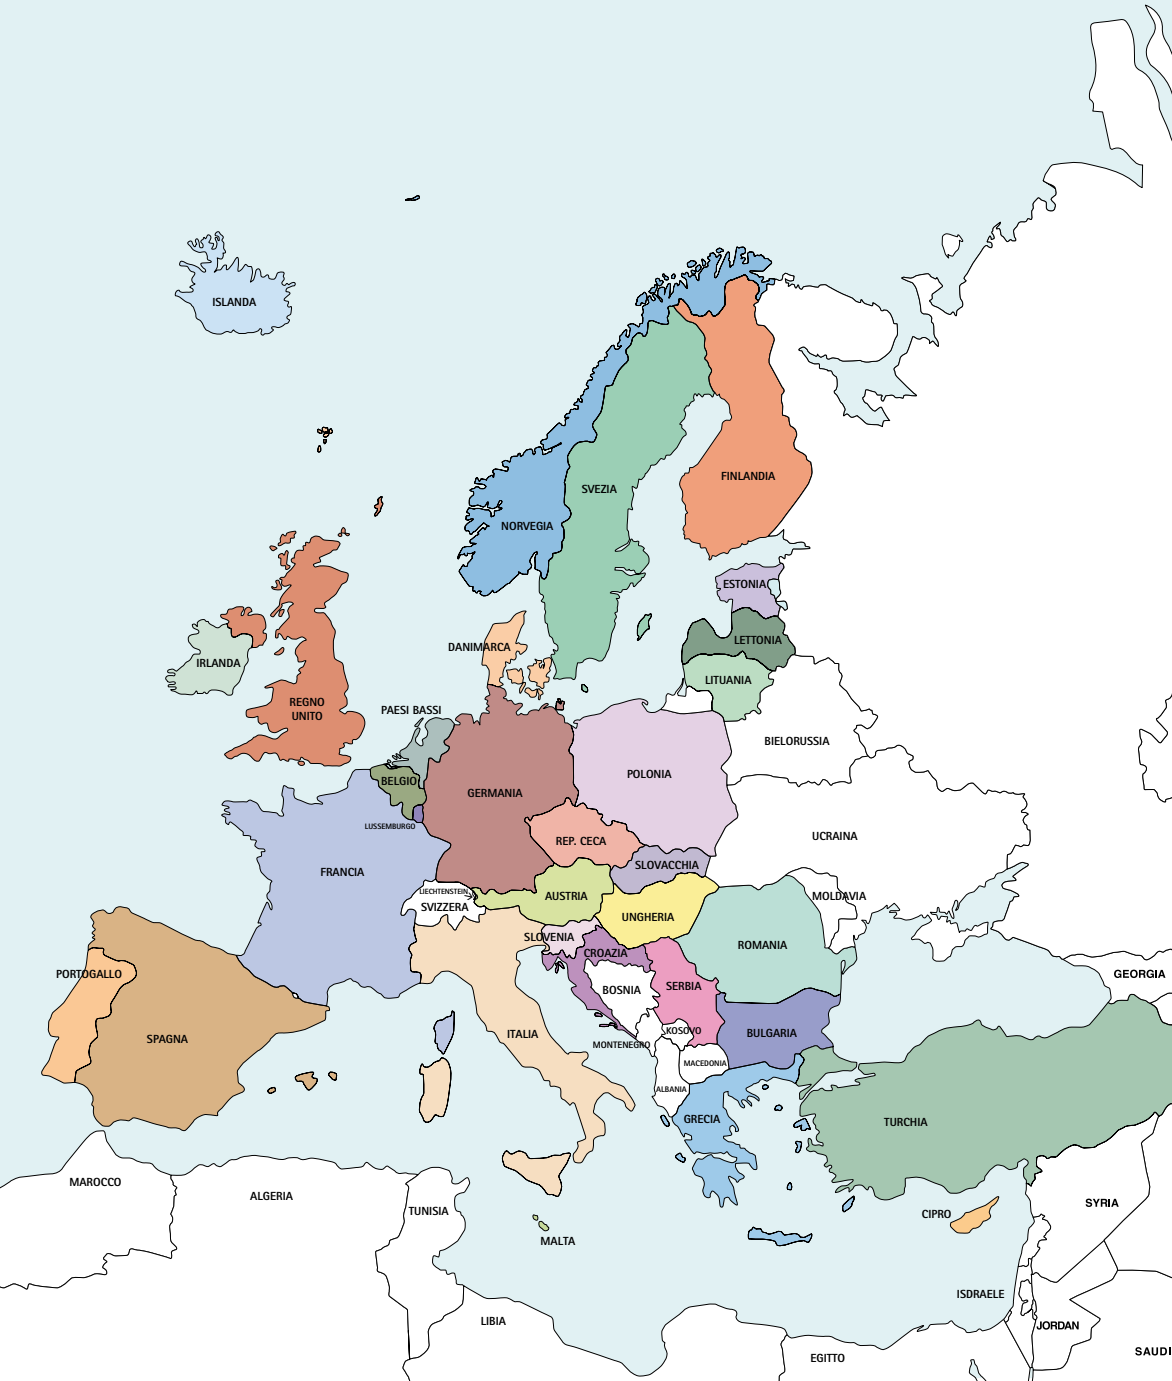 ISLANDA
FINLANDIA
SVEZIA
NORVEGIA
ESTONIA
LETTONIA
DANIMARCA
IRLANDA
LITUANIA
REGNO
UNITO
PAESI BASSI
BIELORUSSIA
POLONIA
BELGIO
GERMANIA
LUSSEMBURGO
UCRAINA
REP. CECA
SLOVACCHIA
FRANCIA
LIECHTENSTEIN
AUSTRIA
MOLDAVIA
SVIZZERA
UNGHERIA
SLOVENIA
ROMANIA
CROAZIA
PORTOGALLO
GEORGIA
SERBIA
BOSNIA
SPAGNA
ITALIA
KOSOVO
BULGARIA
MONTENEGRO
MACEDONIA
ALBANIA
GRECIA
TURCHIA
MAROCCO
ALGERIA
SYRIA
TUNISIA
CIPRO
MALTA
ISDRAELE
LIBIA
JORDAN
EGITTO
SAUDI